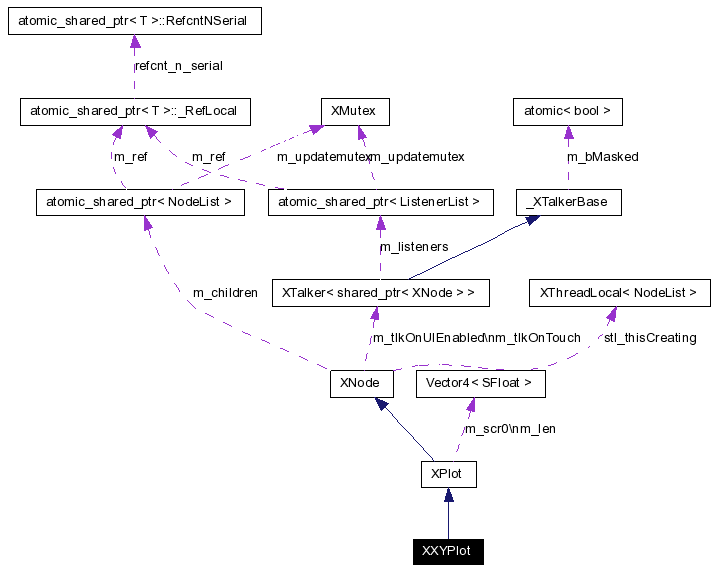 atomic_shared_ptr< T >::RefcntNSerial
refcnt_n_serial
atomic_shared_ptr< T >::_RefLocal
XMutex
atomic< bool >
m_ref
m_ref
m_updatemutex
m_updatemutex
m_bMasked
atomic_shared_ptr< NodeList >
atomic_shared_ptr< ListenerList >
_XTalkerBase
m_listeners
m_children
XTalker< shared_ptr< XNode > >
XThreadLocal< NodeList >
m_tlkOnUIEnabled\nm_tlkOnTouch
stl_thisCreating
XNode
Vector4< SFloat >
m_scr0\nm_len
XPlot
XXYPlot